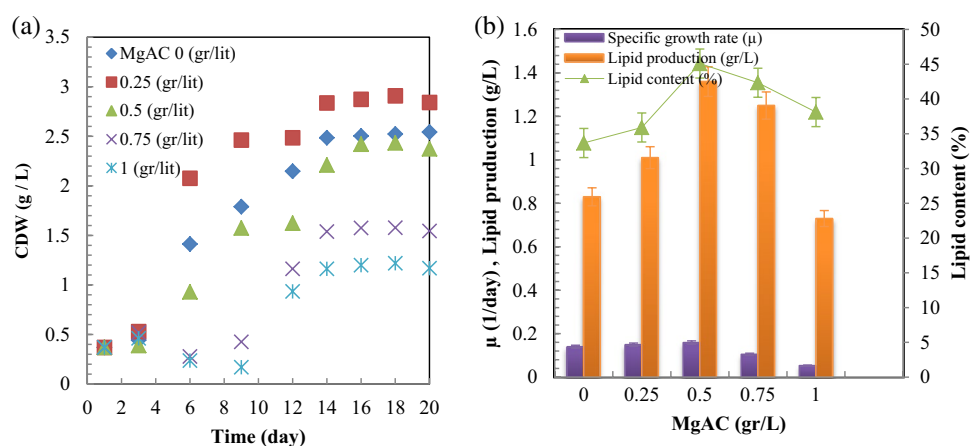 (a)
3.5
3
2.5
2
1.5
1
0.5
0
CDW (g / L)
MgAC 0 (gr/lit)
0.25 (gr/lit)
0.5 (gr/lit)
0.75 (gr/lit)
1 (gr/lit)
0 2 4 6 8 10 12 14 16 18 20
Time (day)
(b)
1.6
1.4
1.2
1
0.8
0.6
0.4
0.2
0
μ (1/day) , Lipid pruduction (g/L)
Specific growth rate (μ)
Lipid production (gr/L)
Lipid content (%)
50
45
40
35
30
25
20
15
10
5
0
Lipid content (%)
0 0.25 0.5 0.75 1
MgAC (gr/L)